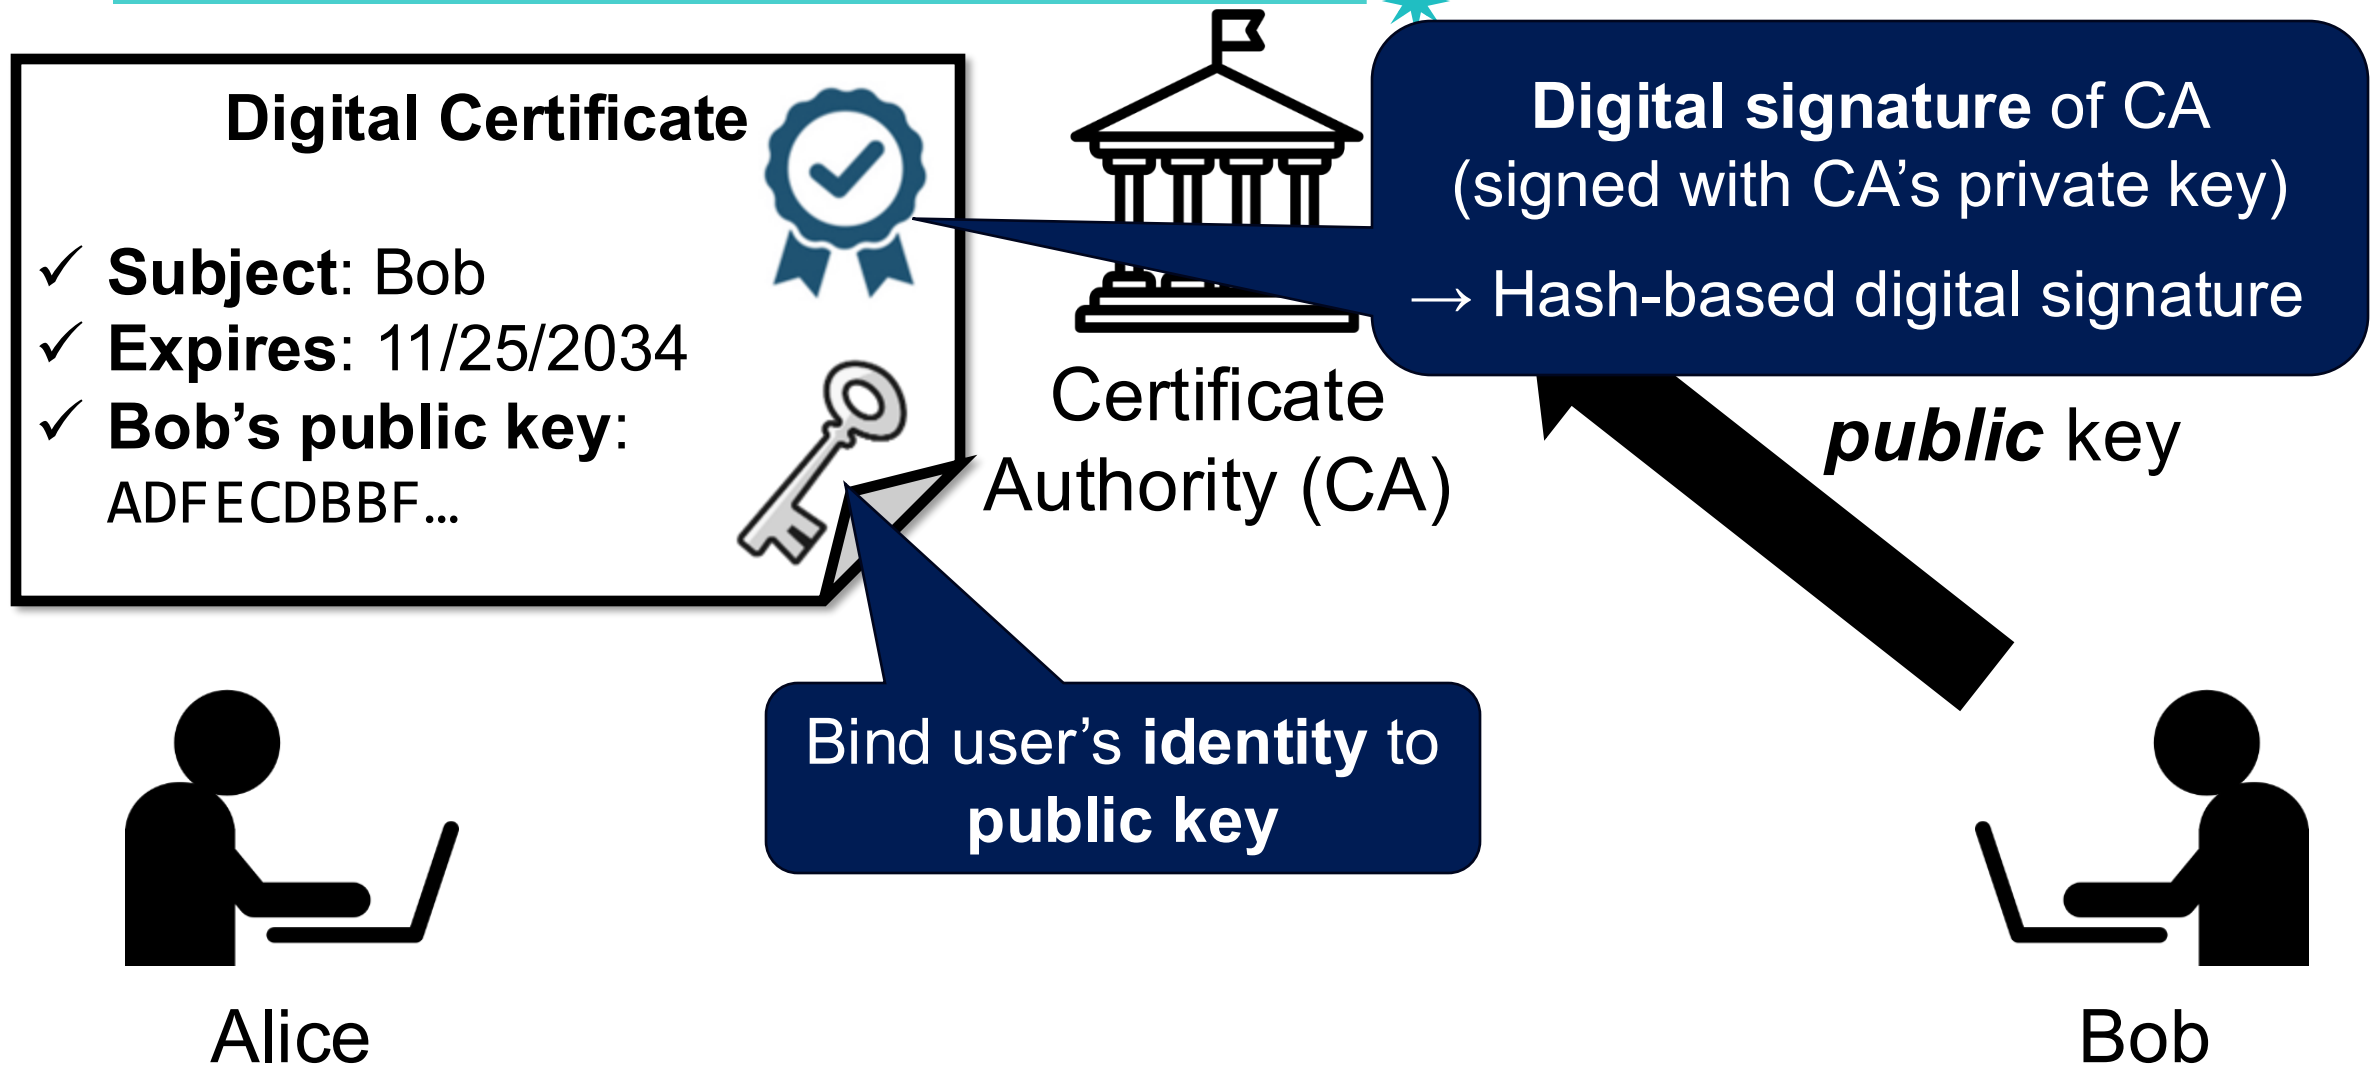 Digital Certificate
✓ Subject: Bob
✓ Expires: 11/25/2034
✓ Bob’s public key:
ADFECDBBF…
Certificate
Authority (CA)
Digital signature of CA
(signed with CA’s private key)
→ Hash-based digital signature
public key
Bind user’s identity to
public key
Alice
Bob